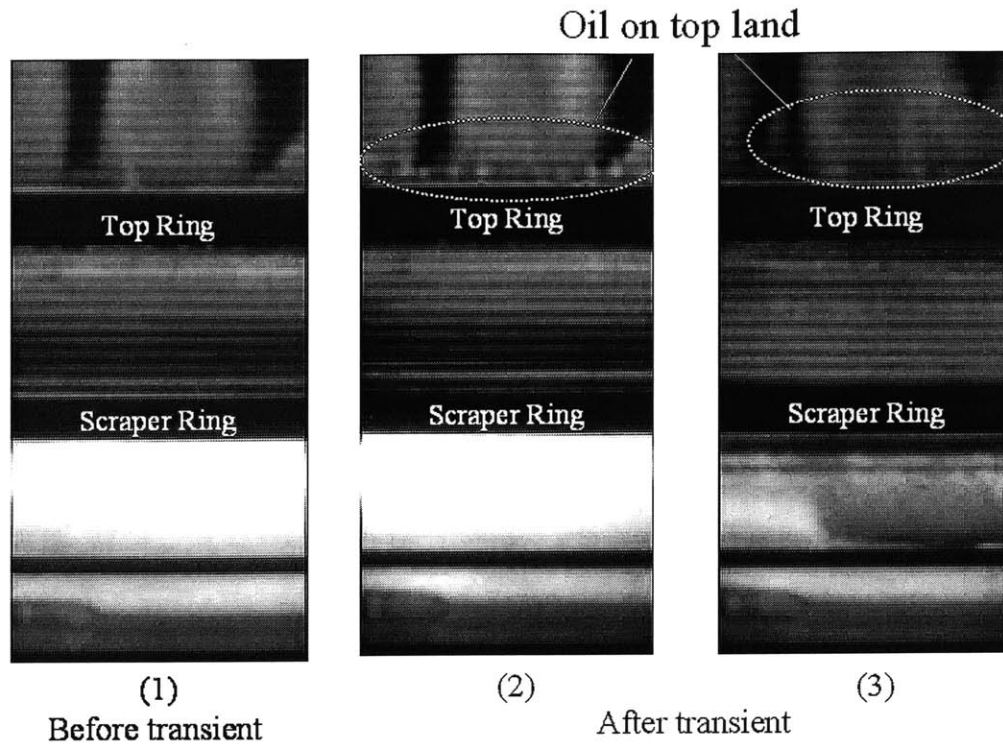 Oil on top land
Top Ring
Top Ring
Top Ring
Scraper Ring
Scraper Ring
Scraper Ring
(1)
(2)
(3)
Before transient
After transient